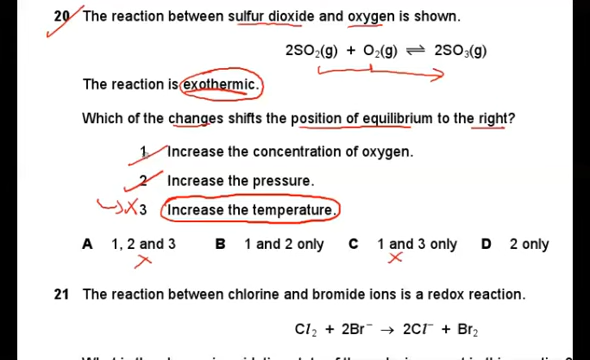 20 The reaction between sulfur dioxide and oxygen is shown.
2SO₂(g) + O₂(g) ⇌ 2SO₃(g)
The reaction is exothermic.
Which of the changes shifts the position of equilibrium to the right?
1 Increase the concentration of oxygen.
2 Increase the pressure.
3 Increase the temperature.
A 1, 2 and 3 B 1 and 2 only C 1 and 3 only D 2 only
21 The reaction between chlorine and bromide ions is a redox reaction.
Cl₂ + 2Br⁻ → 2Cl⁻ + Br₂